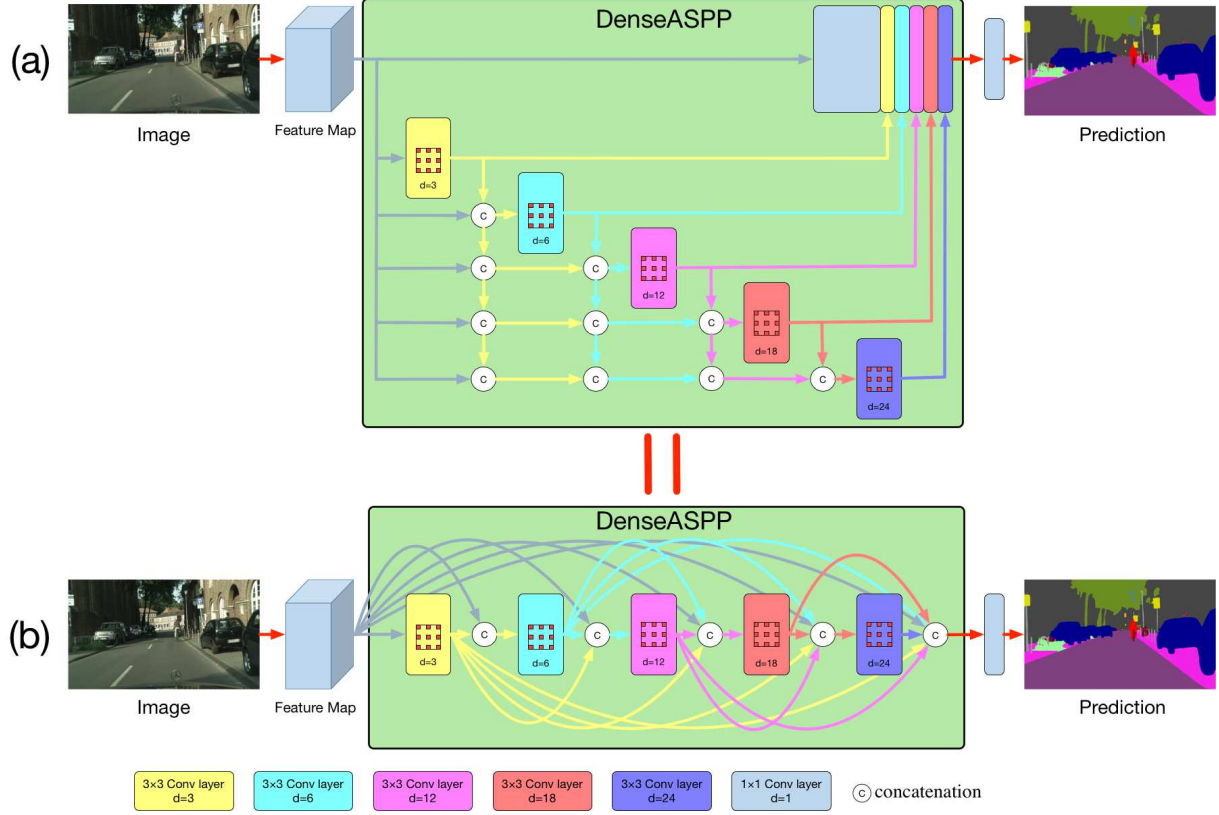 (a)
DenseASPP
Image
Feature Map
Prediction
d=3
C
d=6
C
C
d=12
C
C
C
d=18
C
C
C
C
d=24
DenseASPP
(b)
d=3
C
d=6
C
d=12
C
d=18
C
d=24
C
Image
Feature Map
Prediction
3×3 Conv layer
d=3
3×3 Conv layer
d=6
3×3 Conv layer
d=12
3×3 Conv layer
d=18
3×3 Conv layer
d=24
1×1 Conv layer
d=1
C concatenation